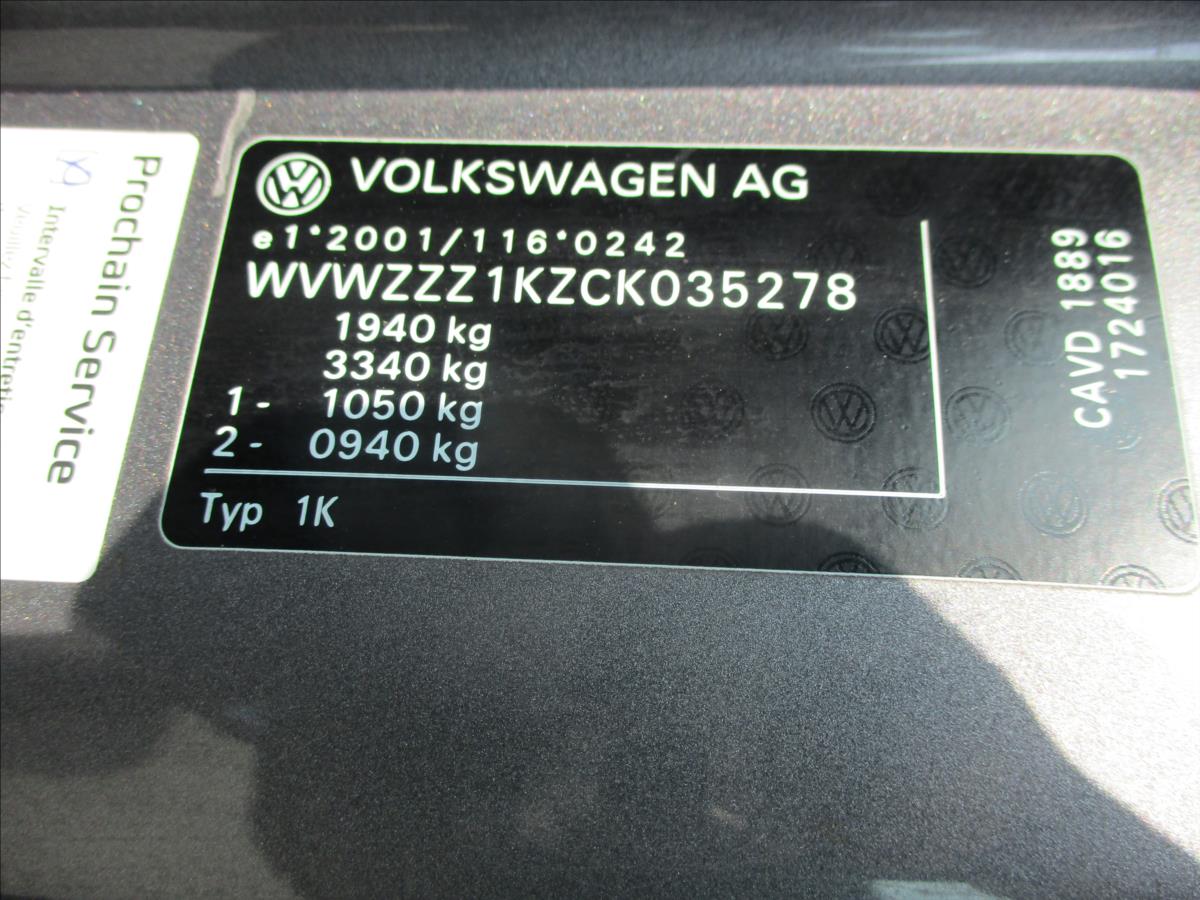 VOLKSWAGEN AG
e1*2001/116*0242
WVWZZZ1KZCK035278
1940 kg
3340 kg
1- 1050 kg
2- 0940 kg
Typ 1K
CAVD 1889
1724016
Prochain Service
Intervalle d'entretie